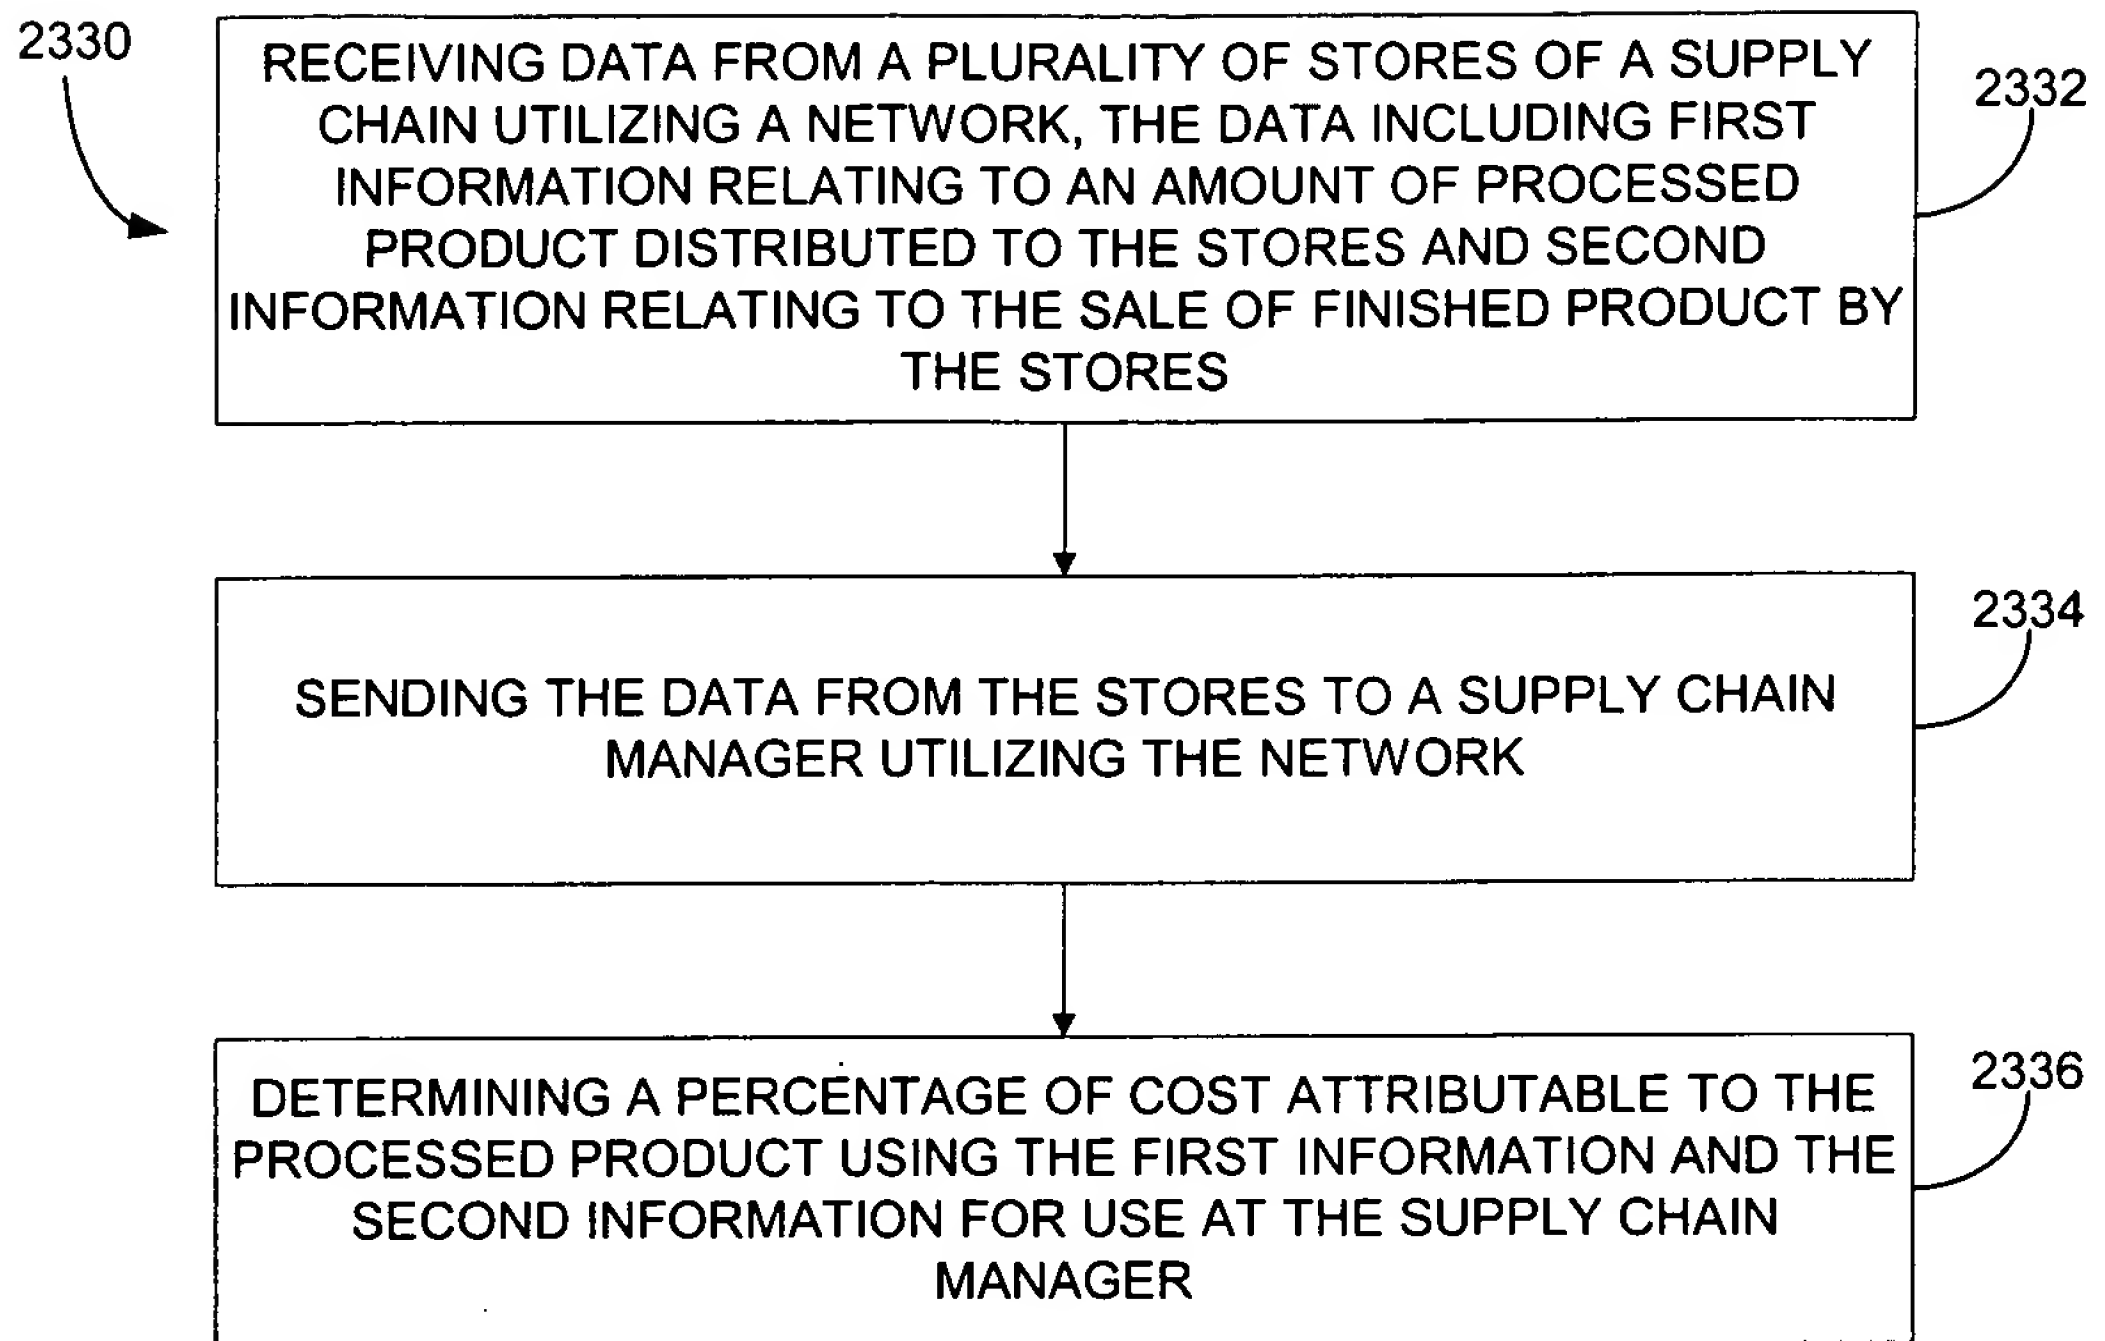 2330
RECEIVING DATA FROM A PLURALITY OF STORES OF A SUPPLY
CHAIN UTILIZING A NETWORK, THE DATA INCLUDING FIRST
INFORMATION RELATING TO AN AMOUNT OF PROCESSED
PRODUCT DISTRIBUTED TO THE STORES AND SECOND
INFORMATION RELATING TO THE SALE OF FINISHED PRODUCT BY
THE STORES
2332
SENDING THE DATA FROM THE STORES TO A SUPPLY CHAIN
MANAGER UTILIZING THE NETWORK
2334
DETERMINING A PERCENTAGE OF COST ATTRIBUTABLE TO THE
PROCESSED PRODUCT USING THE FIRST INFORMATION AND THE
SECOND INFORMATION FOR USE AT THE SUPPLY CHAIN
MANAGER
2336